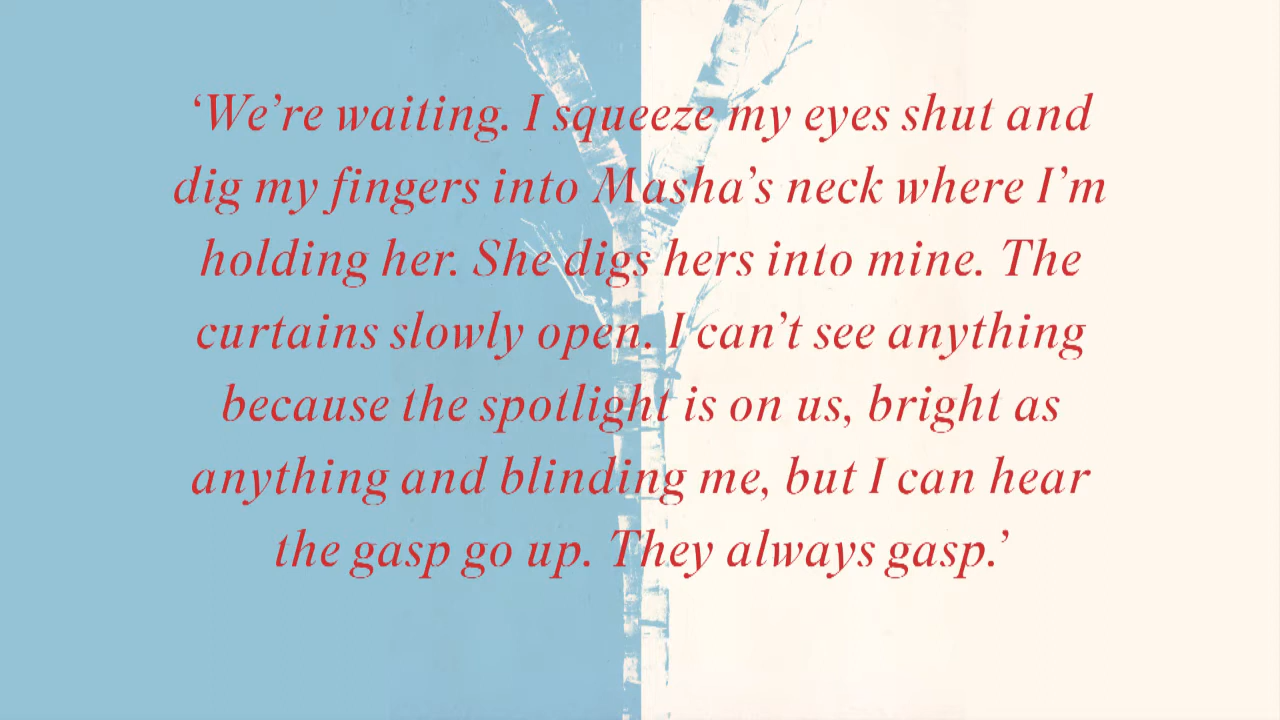 ‘We’re waiting. I squeeze my eyes shut and
dig my fingers into Masha’s neck where I’m
holding her. She digs hers into mine. The
curtains slowly open. I can’t see anything
because the spotlight is on us, bright as
anything and blinding me, but I can hear
the gasp go up. They always gasp.’